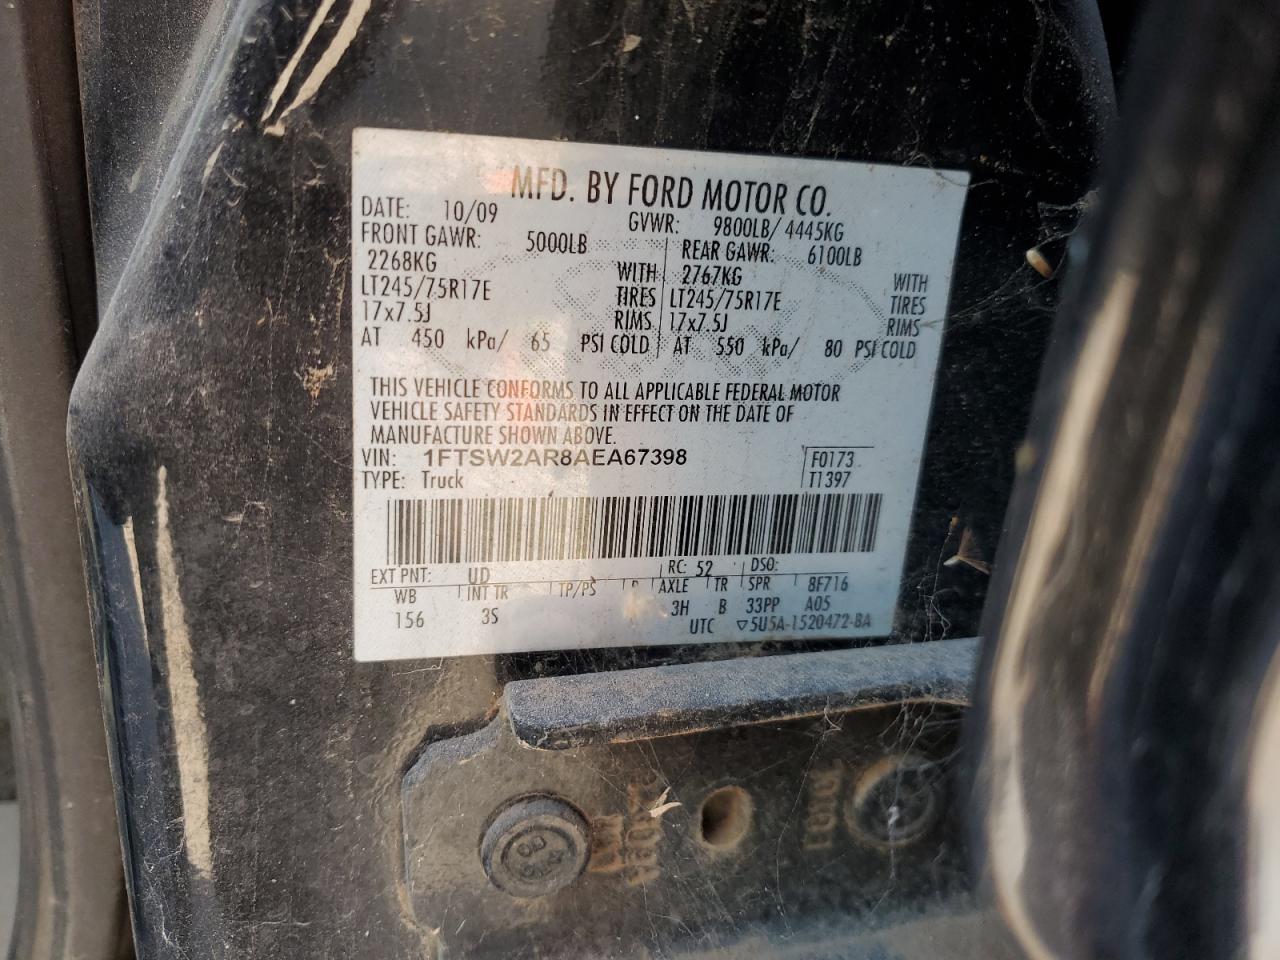 MFD. BY FORD MOTOR CO.
DATE: 10/09 GVWR: 9800LB/ 4445KG
FRONT GAWR: 5000LB REAR GAWR: 6100LB
2268KG WITH 2767KG WITH
LT245/75R17E TIRES LT245/75R17E TIRES
17x7.5J RIMS 17x7.5J RIMS
AT 450 kPa/ 65 PSI COLD AT 550 kPa/ 80 PSI COLD
THIS VEHICLE CONFORMS TO ALL APPLICABLE FEDERAL MOTOR
VEHICLE SAFETY STANDARDS IN EFFECT ON THE DATE OF
MANUFACTURE SHOWN ABOVE.
VIN: 1FTSW2AR8AEA67398 F0173
TYPE: Truck T1397
EXT PNT: UD RC: 52 DSO:
WB INT TR TP/PS R AXLE TR SPR 8F716
156 3S 3H B 33PP A05
UTC ▽5U5A-1520472-BA